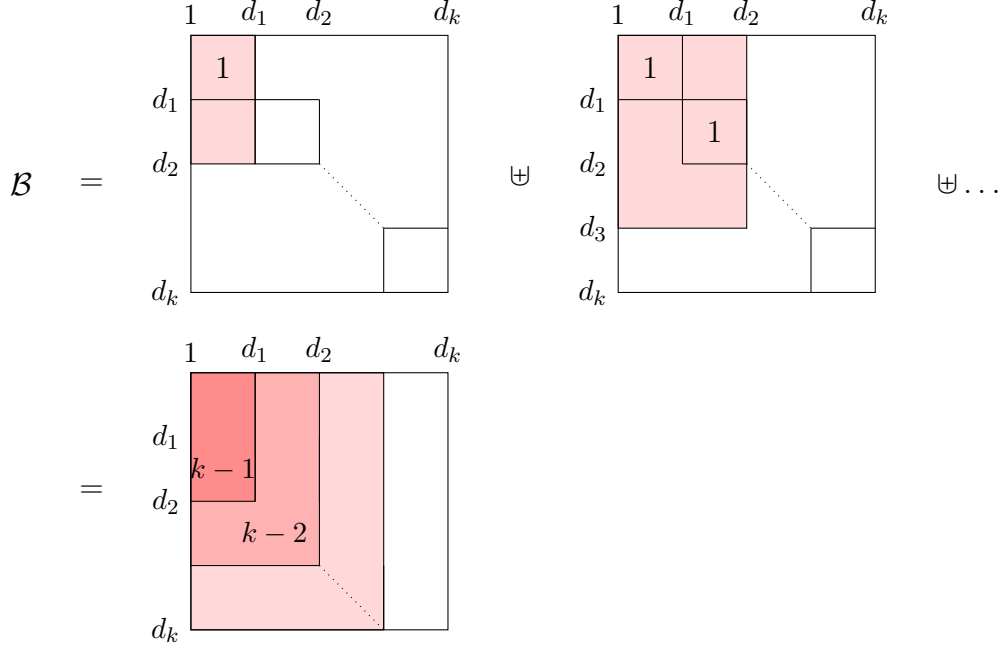 1 d₁ d₂ dₖ 1 d₁ d₂ dₖ
1 1
d₁ d₁
1
d₂ d₂
ℬ = ⊎ ⊎ …
d₃
dₖ dₖ
1 d₁ d₂ dₖ
d₁
k − 1
=
d₂
k − 2
dₖ